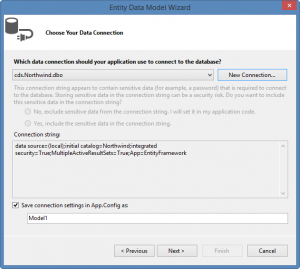 Entity Data Model Wizard
Choose Your Data Connection
Which data connection should your application use to connect to the database?
cds.Northwind.dbo
New Connection...
This connection string appears to contain sensitive data (for example, a password) that is required to connect
to the database. Storing sensitive data in the connection string can be a security risk. Do you want to include
this sensitive data in the connection string?
No, exclude sensitive data from the connection string. I will set it in my application code.
Yes, include the sensitive data in the connection string.
Connection string:
data source=(local);initial catalog=Northwind;integrated
security=True;MultipleActiveResultSets=True;App=EntityFramework
Save connection settings in App.Config as:
Model1
< Previous
Next >
Finish
Cancel